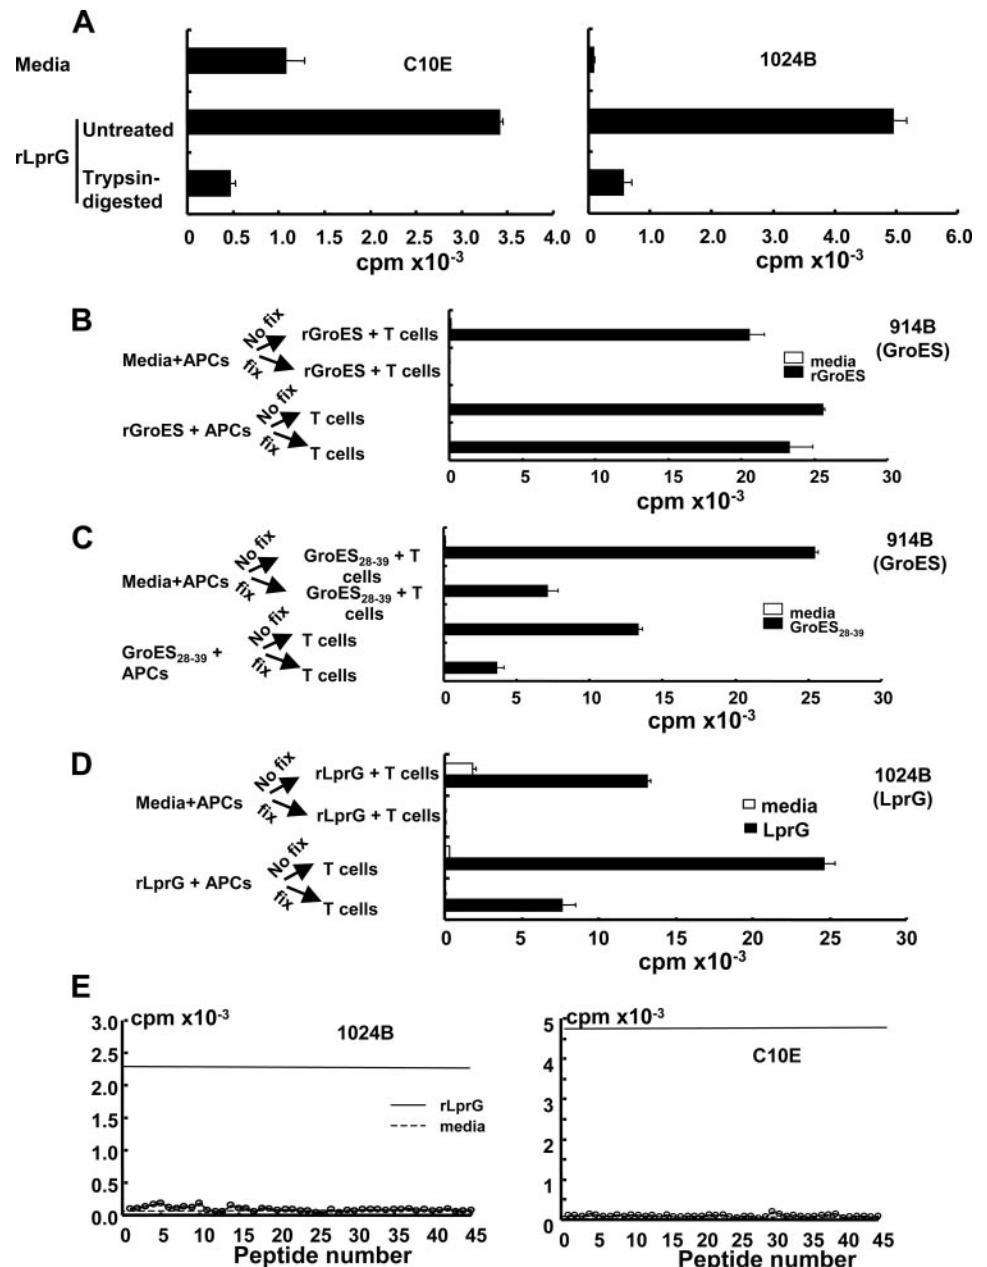 A
Media
Untreated
rLprG
Trypsin-
digested
C10E
0 0.5 1.0 2.0 2.5 3.0 3.5 4.0
cpm x10-3
1024B
0 1.0 2.0 3.0 4.0 5.0 6.0
cpm x10-3
B
Media+APCs
No fix
rGroES + T cells
fix
rGroES + T cells
rGroES + APCs
No fix
T cells
fix
T cells
914B
(GroES)
media
rGroES
0 5 10 15 20 25 30
cpm x10-3
C
Media+APCs
No fix
GroES28-39 + T
cells
fix
GroES28-39 + T
cells
GroES28-39 +
APCs
No fix
T cells
fix
T cells
914B
(GroES)
media
GroES28-39
0 5 10 15 20 25 30
cpm x10-3
D
Media+APCs
No fix
rLprG + T cells
fix
rLprG + T cells
rLprG + APCs
No fix
T cells
fix
T cells
1024B
(LprG)
media
LprG
0 5 10 15 20 25 30
cpm x10-3
E
cpm x10-3
1024B
3.0
2.5
2.0
1.5
1.0
0.5
0.0
rLprG
media
0 5 10 15 20 25 30 35 40 45
Peptide number
cpm x10-3
C10E
5
4
3
2
1
0
0 5 10 15 20 25 30 35 40 45
Peptide number